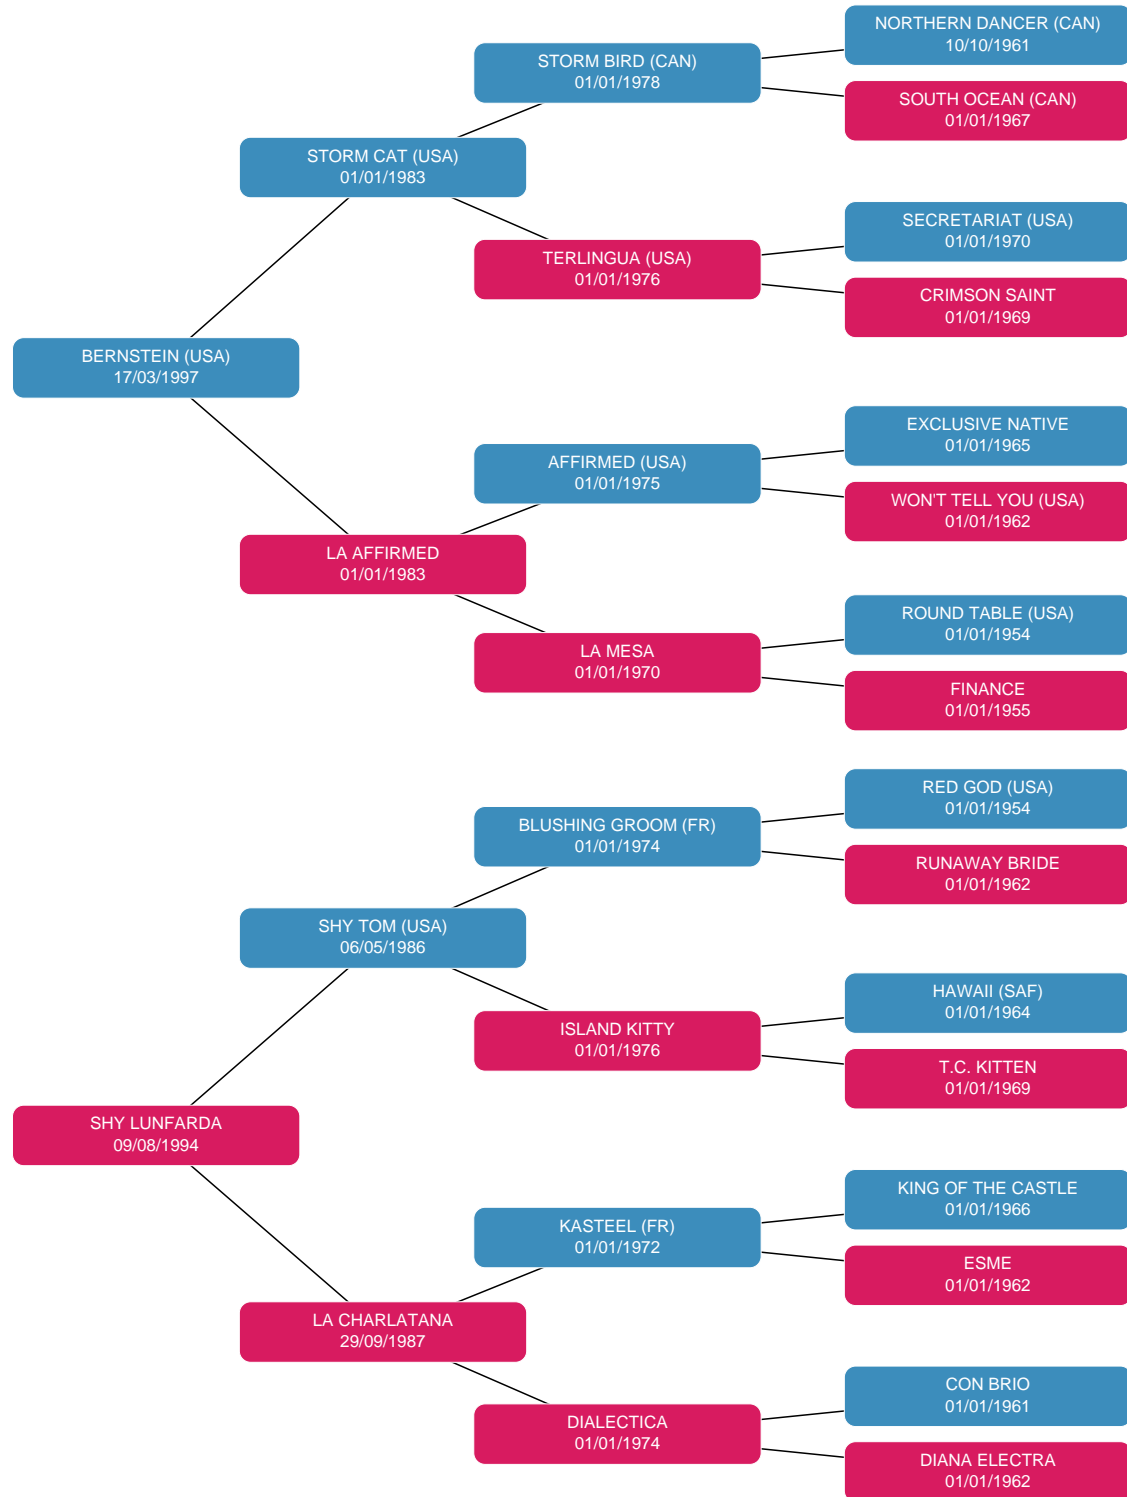 NORTHERN DANCER (CAN)
10/10/1961
STORM BIRD (CAN)
01/01/1978
SOUTH OCEAN (CAN)
01/01/1967
STORM CAT (USA)
01/01/1983
SECRETARIAT (USA)
01/01/1970
TERLINGUA (USA)
01/01/1976
CRIMSON SAINT
01/01/1969
BERNSTEIN (USA)
17/03/1997
EXCLUSIVE NATIVE
01/01/1965
AFFIRMED (USA)
01/01/1975
WON'T TELL YOU (USA)
01/01/1962
LA AFFIRMED
01/01/1983
ROUND TABLE (USA)
01/01/1954
LA MESA
01/01/1970
FINANCE
01/01/1955
RED GOD (USA)
01/01/1954
BLUSHING GROOM (FR)
01/01/1974
RUNAWAY BRIDE
01/01/1962
SHY TOM (USA)
06/05/1986
HAWAII (SAF)
01/01/1964
ISLAND KITTY
01/01/1976
T.C. KITTEN
01/01/1969
SHY LUNFARDA
09/08/1994
KING OF THE CASTLE
01/01/1966
KASTEEL (FR)
01/01/1972
ESME
01/01/1962
LA CHARLATANA
29/09/1987
CON BRIO
01/01/1961
DIALECTICA
01/01/1974
DIANA ELECTRA
01/01/1962